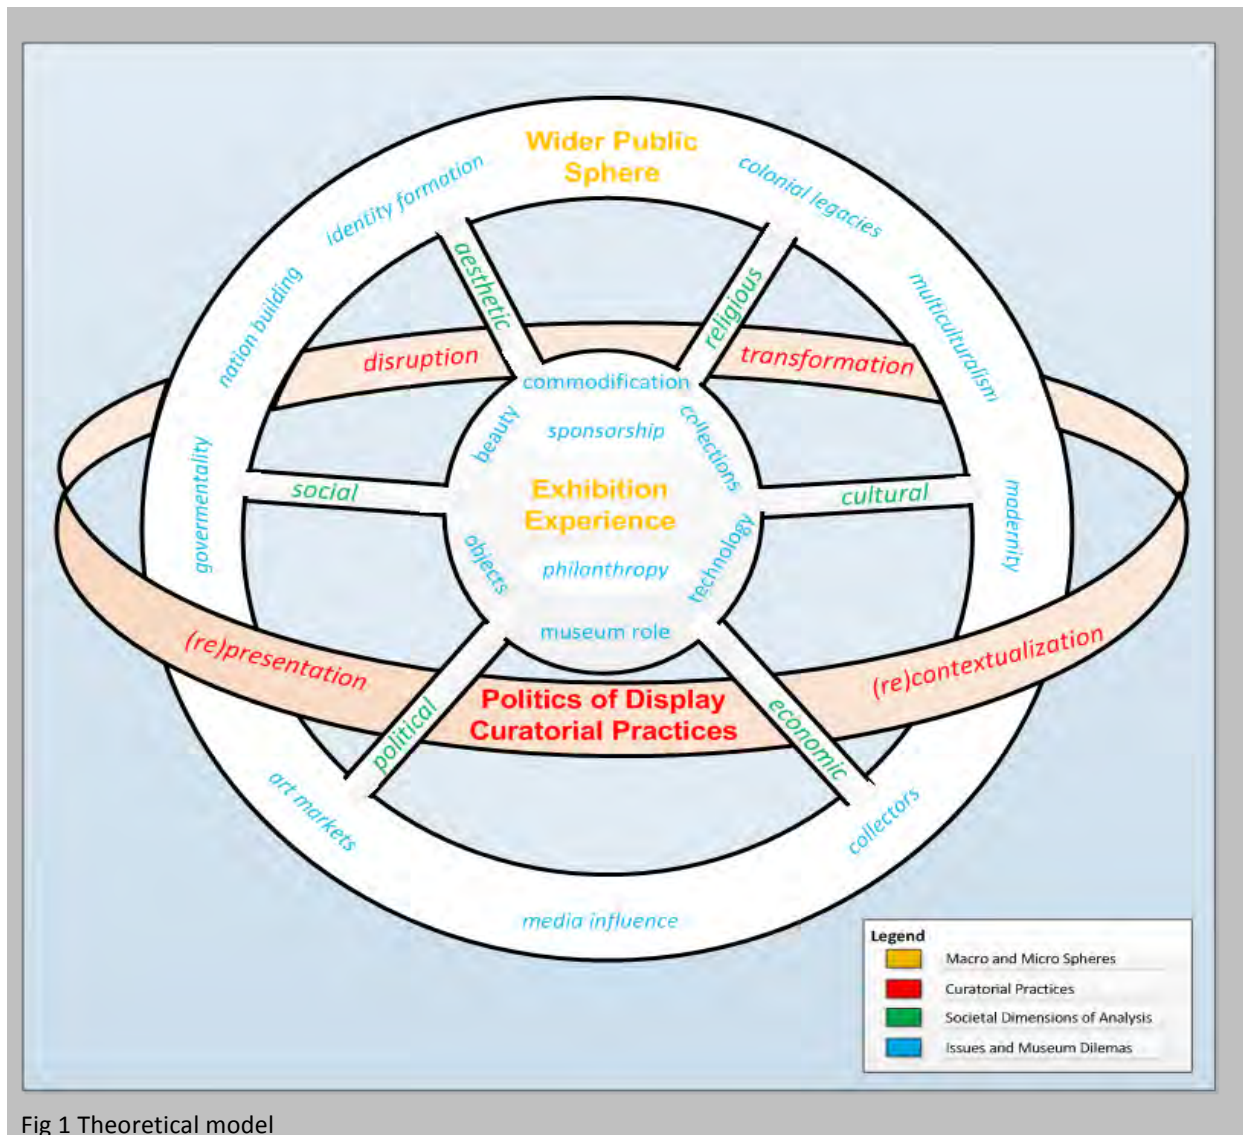 Wider Public
Sphere
identity formation
colonial legacies
nation building
multiculturalism
govermentality
modernity
art markets
collectors
media influence
aesthetic
religious
disruption
transformation
social
cultural
commodification
beauty
sponsorship
collections
Exhibition
Experience
objects
philanthropy
technology
museum role
(re)presentation
(re)contextualization
political
Politics of Display
Curatorial Practices
economic
Legend
Macro and Micro Spheres
Curatorial Practices
Societal Dimensions of Analysis
Issues and Museum Dilemas
Fig 1 Theoretical model